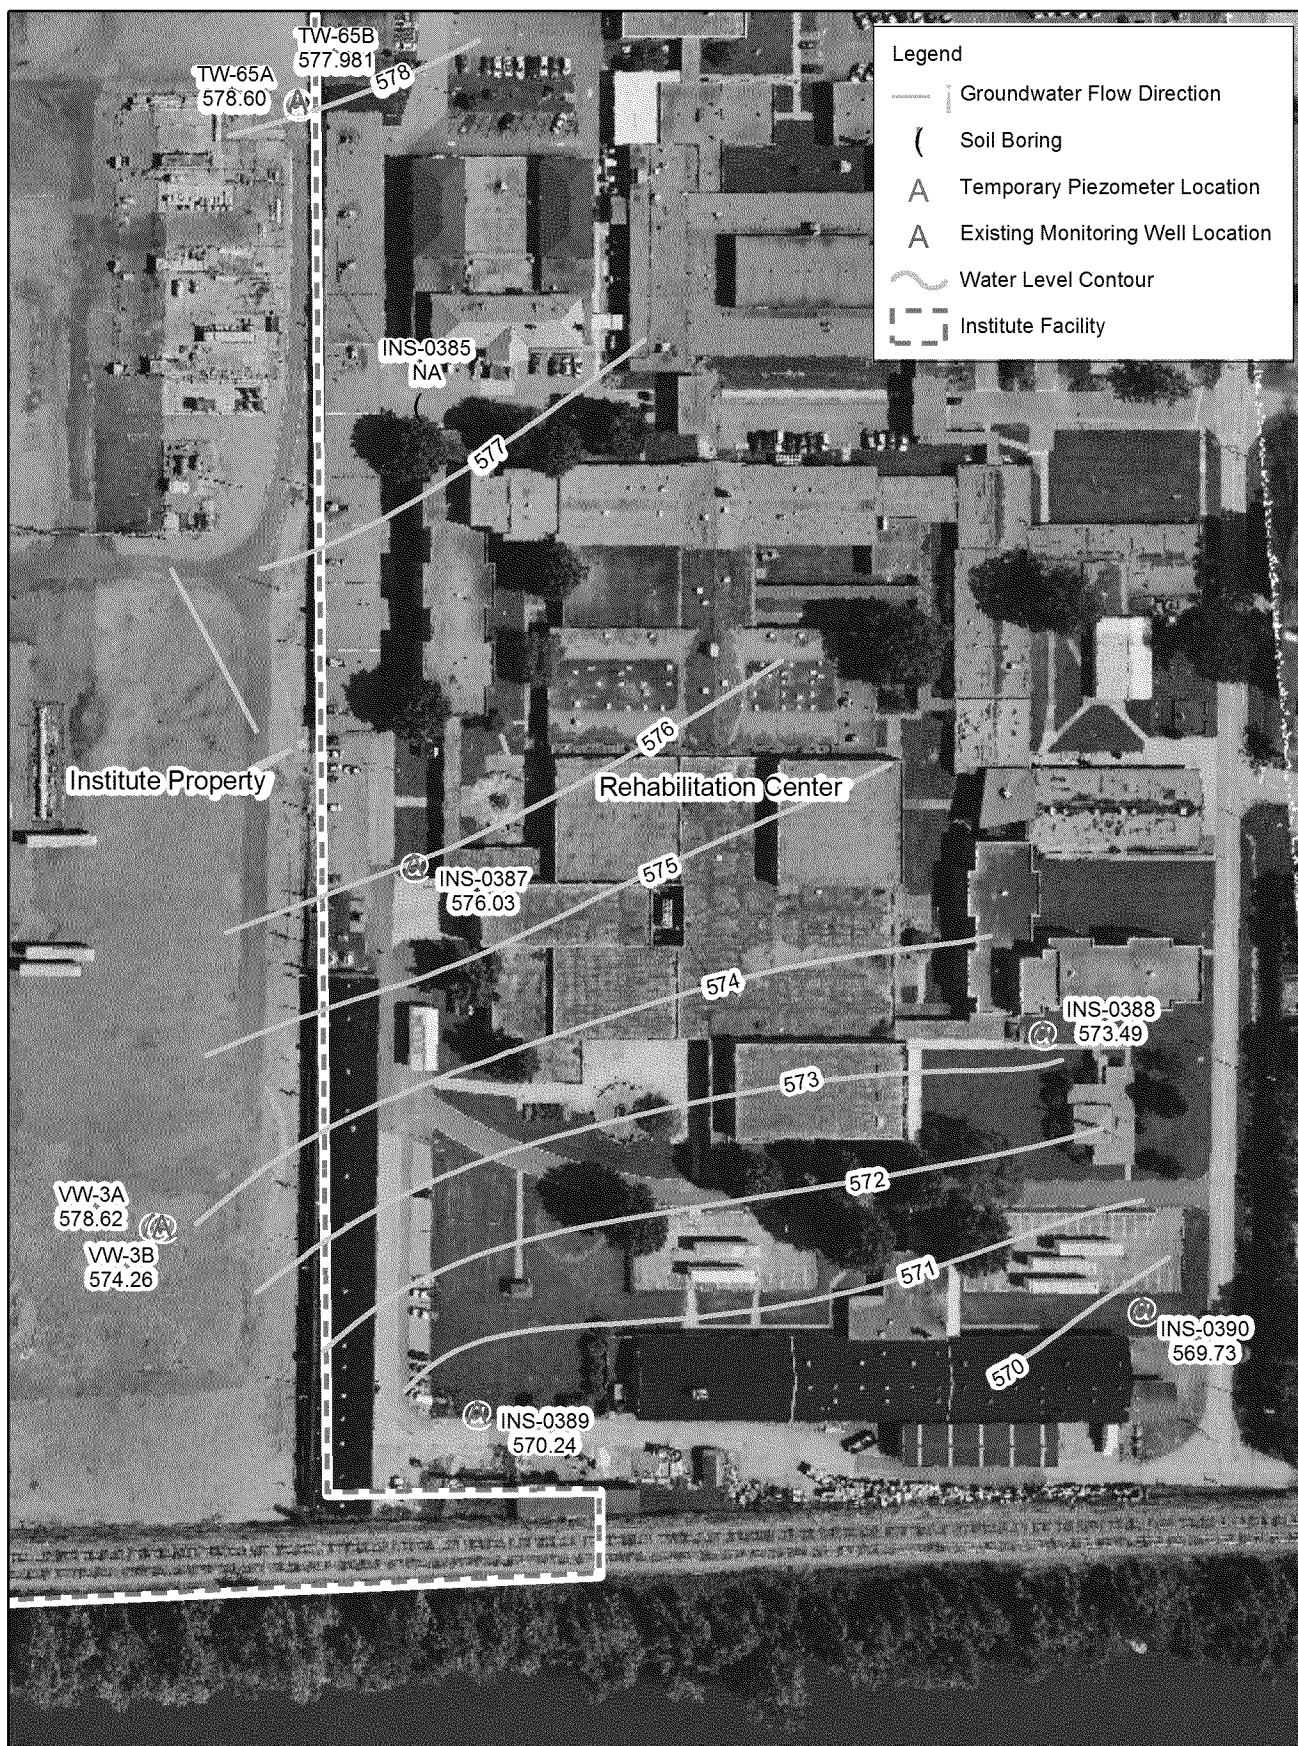 TW-65B
577.981
TW-65A
578.60
578
Legend
Groundwater Flow Direction
( Soil Boring
A Temporary Piezometer Location
A Existing Monitoring Well Location
Water Level Contour
Institute Facility
INS-0385
NA
577
576
Institute Property
Rehabilitation Center
575
INS-0387
576.03
574
INS-0388
573.49
573
572
VW-3A
578.62
VW-3B
574.26
571
570
INS-0390
569.73
INS-0389
570.24